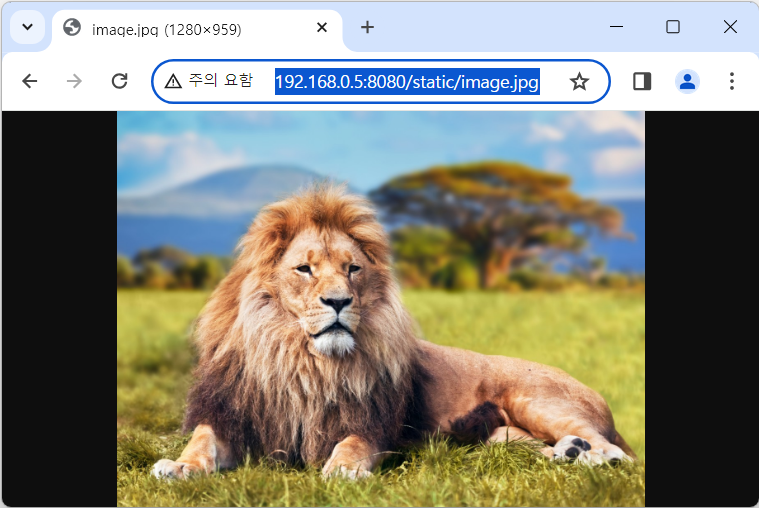 image.jpg (1280×959)
주의 요함 192.168.0.5:8080/static/image.jpg